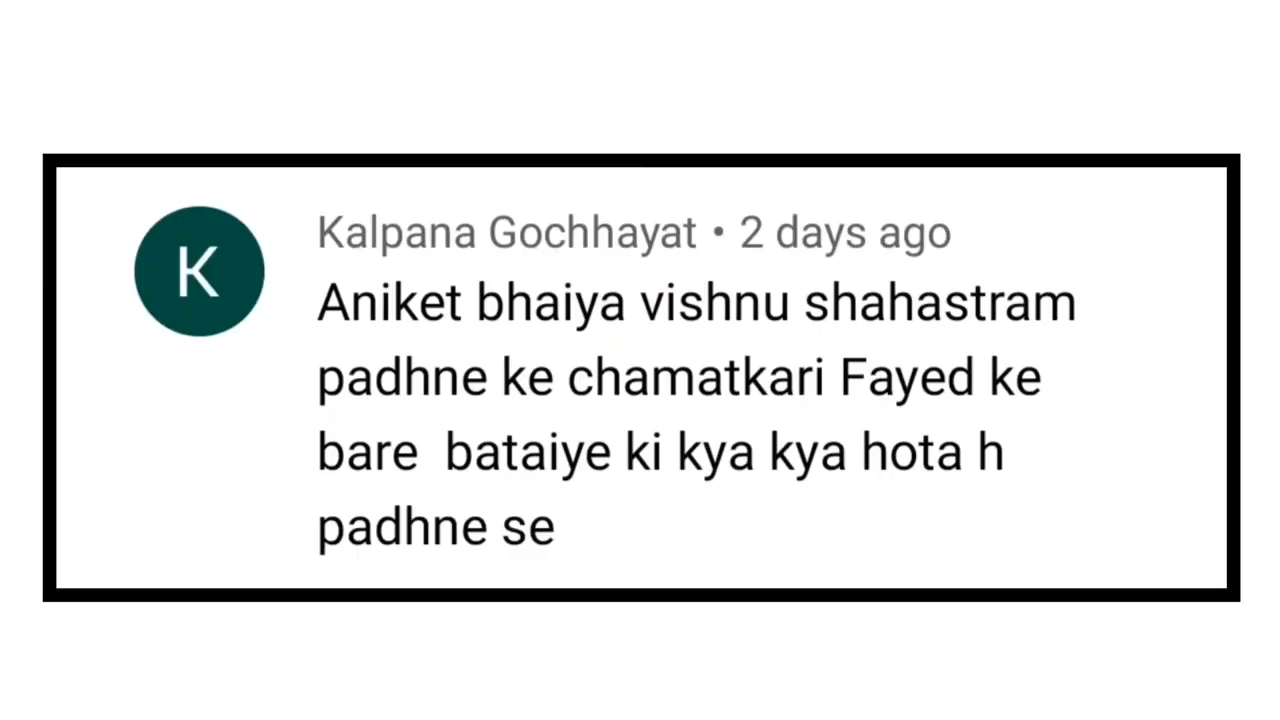 K
Kalpana Gochhayat • 2 days ago
Aniket bhaiya vishnu shahastram
padhne ke chamatkari Fayed ke
bare  bataiye ki kya kya hota h
padhne se